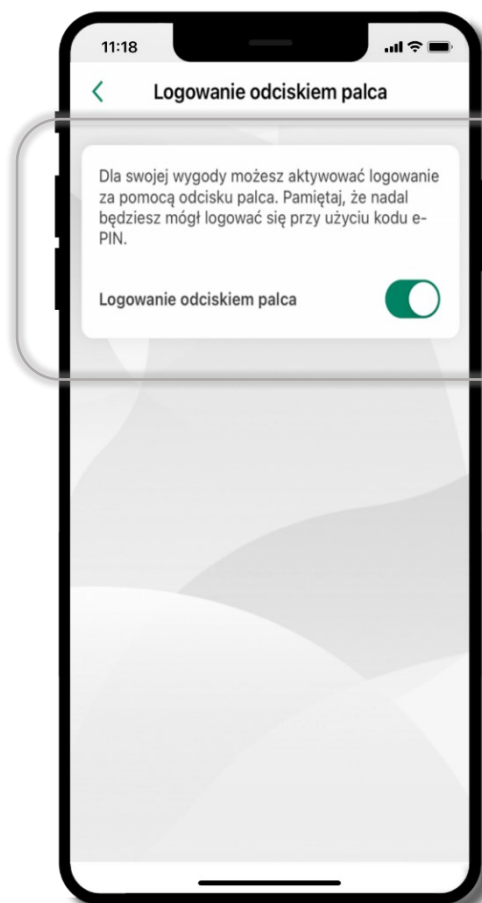 11:18
Logowanie odciskiem palca
Dla swojej wygody możesz aktywować logowanie
za pomocą odcisku palca. Pamiętaj, że nadal
będziesz mógł logować się przy użyciu kodu e-
PIN.
Logowanie odciskiem palca